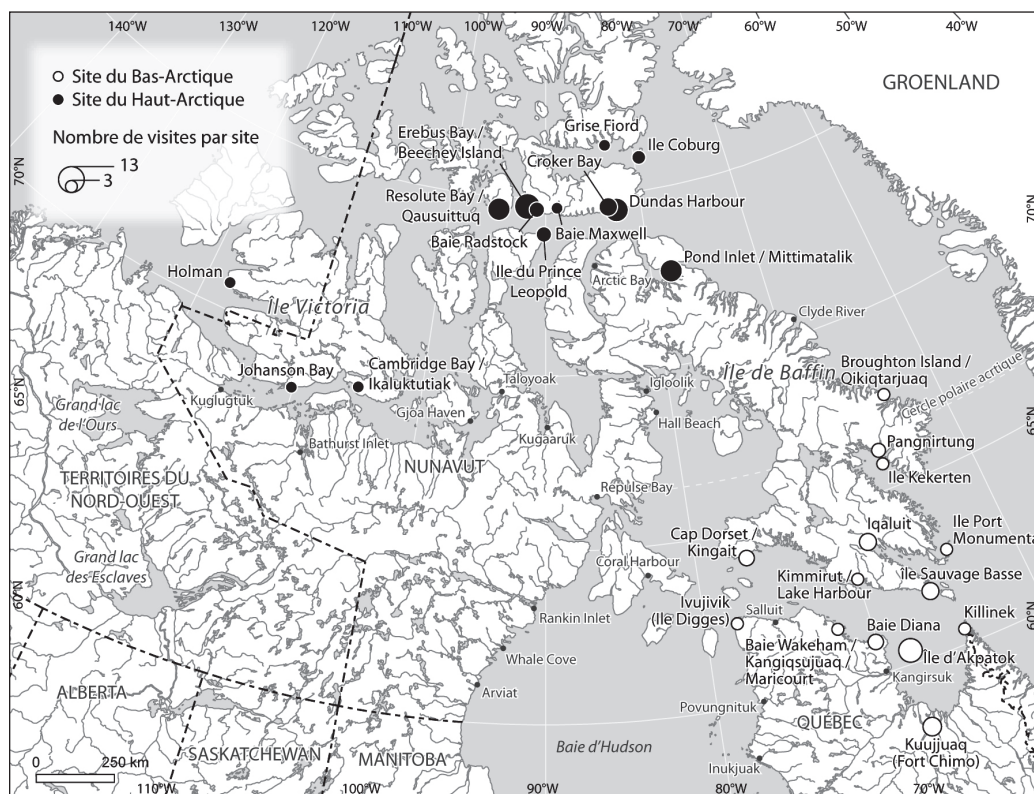 140°W
130°W
110°W
100°W
90°W
80°W
60°W
50°W
40°W
Site du Bas-Arctique
Site du Haut-Arctique
Nombre de visites par site
13
3
GROENLAND
70°N
70°N
Erebus Bay /
Beechey Island
Grise Fiord
Ile Coburg
Croker Bay
Resolute Bay /
Qausuittuq
Dundas Harbour
Baie Radstock
Baie Maxwell
Ile du Prince
Leopold
Arctic Bay
Pond Inlet / Mittimatalik
Holman
Île Victoria
Clyde River
Johanson Bay
Cambridge Bay /
Ikaluktutiak
Taloyoak
Igloolik
Île de Baffin
Broughton Island /
Qikiqtarjuaq
Cercle polaire acrtique
65°N
65°N
Kugluktuk
Grand lac
de l'Ours
Gjoa Haven
Kugaaruk
Hall Beach
Bathurst Inlet
Pangnirtung
Ile Kekerten
NUNAVUT
TERRITOIRES DU
NORD-OUEST
Repulse Bay
Iqaluit
Ile Port
Monumenta
Cap Dorset /
Kingait
Grand lac
des Esclaves
Coral Harbour
Kimmirut /
Lake Harbour
île Sauvage Basse
60°N
60°N
Rankin Inlet
Ivujivik
(Ile Digges)
Salluit
Baie Diana
Killinek
Whale Cove
Baie Wakeham /
Kangiqsujuaq /
Maricourt
Île d'Akpatok
Kangirsuk
ALBERTA
Arviat
Povungnituk
QUÉBEC
SASKATCHEWAN
MANITOBA
Baie d'Hudson
Kuujjuaq
(Fort Chimo)
Inukjuak
0
250 km
110°W
100°W
90°W
80°W
70°W